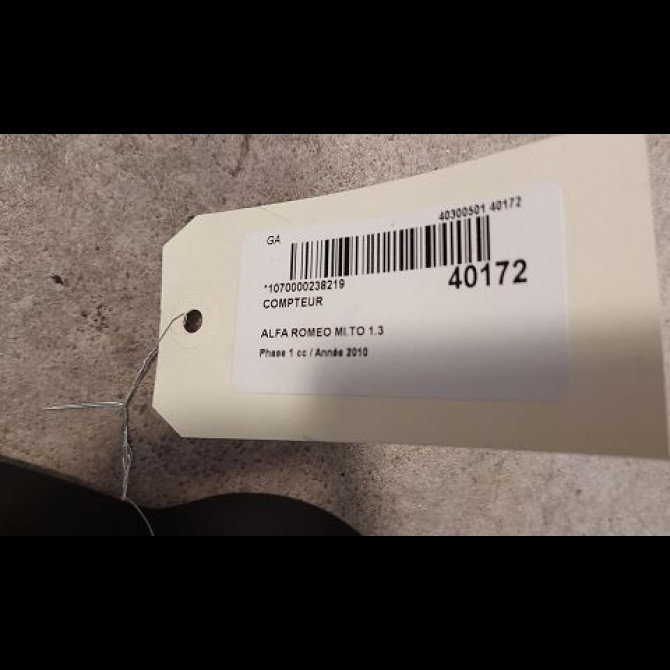 GA
40300501 40172
*1070000238219
40172
COMPTEUR
ALFA ROMEO MI.TO 1.3
Phase 1 cc / Année 2010